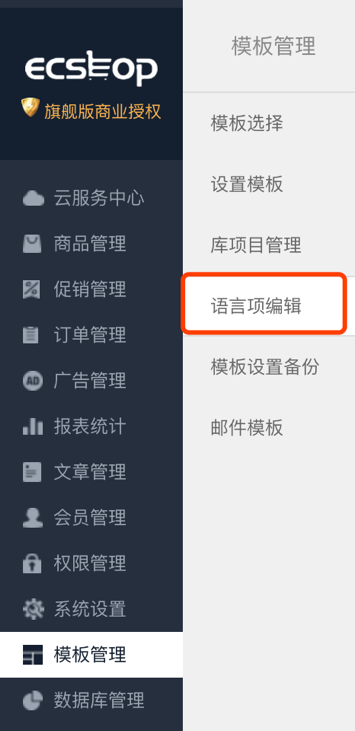 ecshop
旗舰版商业授权
云服务中心
商品管理
促销管理
订单管理
AD
广告管理
报表统计
文章管理
会员管理
权限管理
系统设置
模板管理
数据库管理
模板管理
模板选择
设置模板
库项目管理
语言项编辑
模板设置备份
邮件模板